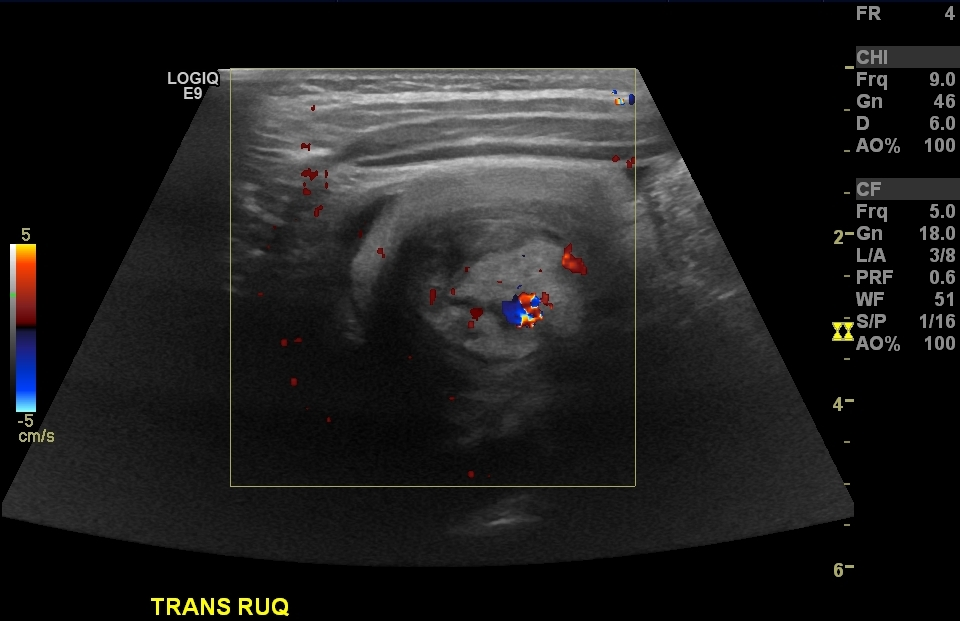 LOGIQ
E9
FR 4
CHI
Frq 9.0
Gn 46
D 6.0
AO% 100
CF
Frq 5.0
Gn 18.0
L/A 3/8
PRF 0.6
WF 51
S/P 1/16
AO% 100
2
4
6
5
-5
cm/s
TRANS RUQ